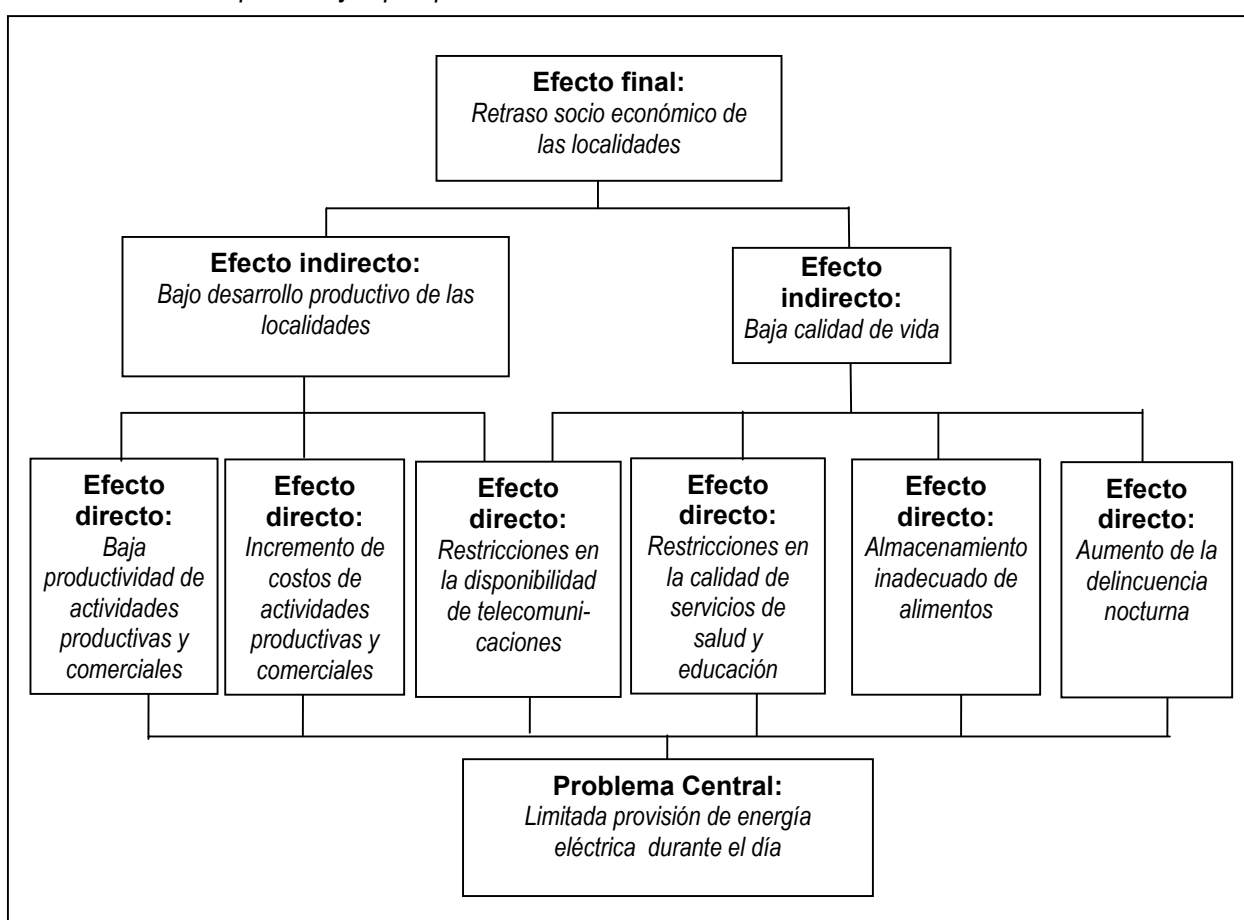 Efecto final:
Retraso socio económico de
las localidades
Efecto indirecto:
Bajo desarrollo productivo de las
localidades
Efecto
indirecto:
Baja calidad de vida
Efecto
directo:
Baja
productividad de
actividades
productivas y
comerciales
Efecto
directo:
Incremento de
costos de
actividades
productivas y
comerciales
Efecto
directo:
Restricciones en
la disponibilidad
de telecomuni-
caciones
Efecto
directo:
Restricciones en
la calidad de
servicios de
salud y
educación
Efecto
directo:
Almacenamiento
inadecuado de
alimentos
Efecto
directo:
Aumento de la
delincuencia
nocturna
Problema Central:
Limitada provisión de energía
eléctrica durante el día